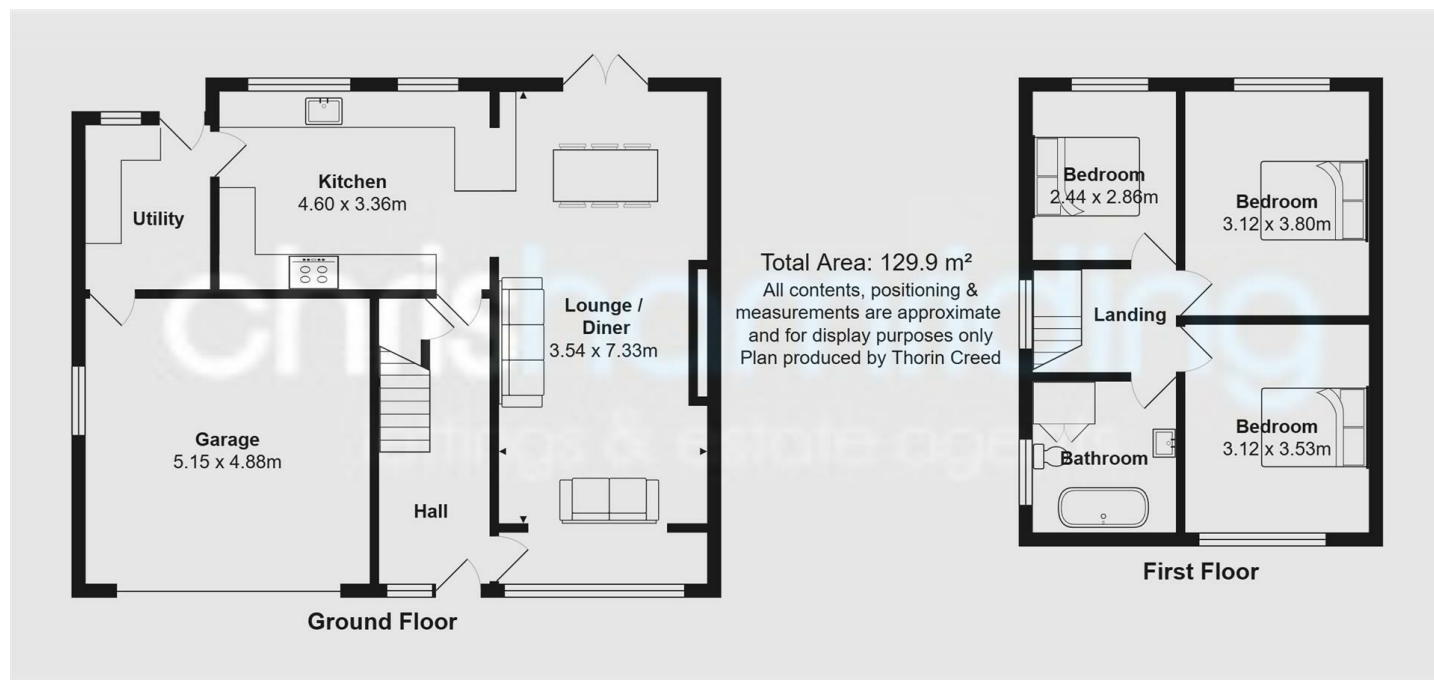 Kitchen
4.60 x 3.36m
Utility
Lounge /
Diner
3.54 x 7.33m
Garage
5.15 x 4.88m
Hall
Ground Floor
Total Area: 129.9 m²
All contents, positioning &
measurements are approximate
and for display purposes only
Plan produced by Thorin Creed
Bedroom
2.44 x 2.86m
Bedroom
3.12 x 3.80m
Landing
Bedroom
3.12 x 3.53m
Bathroom
First Floor